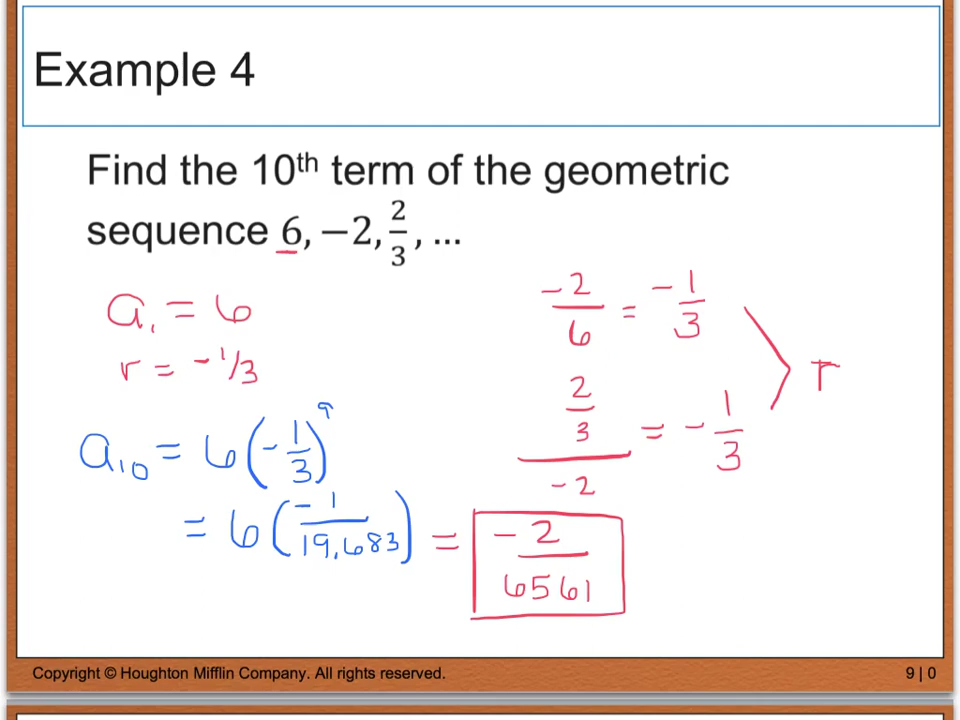 Example 4
Find the 10th term of the geometric
sequence 6, −2, 2/3, ...
a₁ = 6
r = -1/3
-2/6 = -1/3
(2/3)/-2 = -1/3
r
a₁₀ = 6(-1/3)⁹
= 6(-1/19,683) = -2/6561
Copyright © Houghton Mifflin Company. All rights reserved.
9 | 0